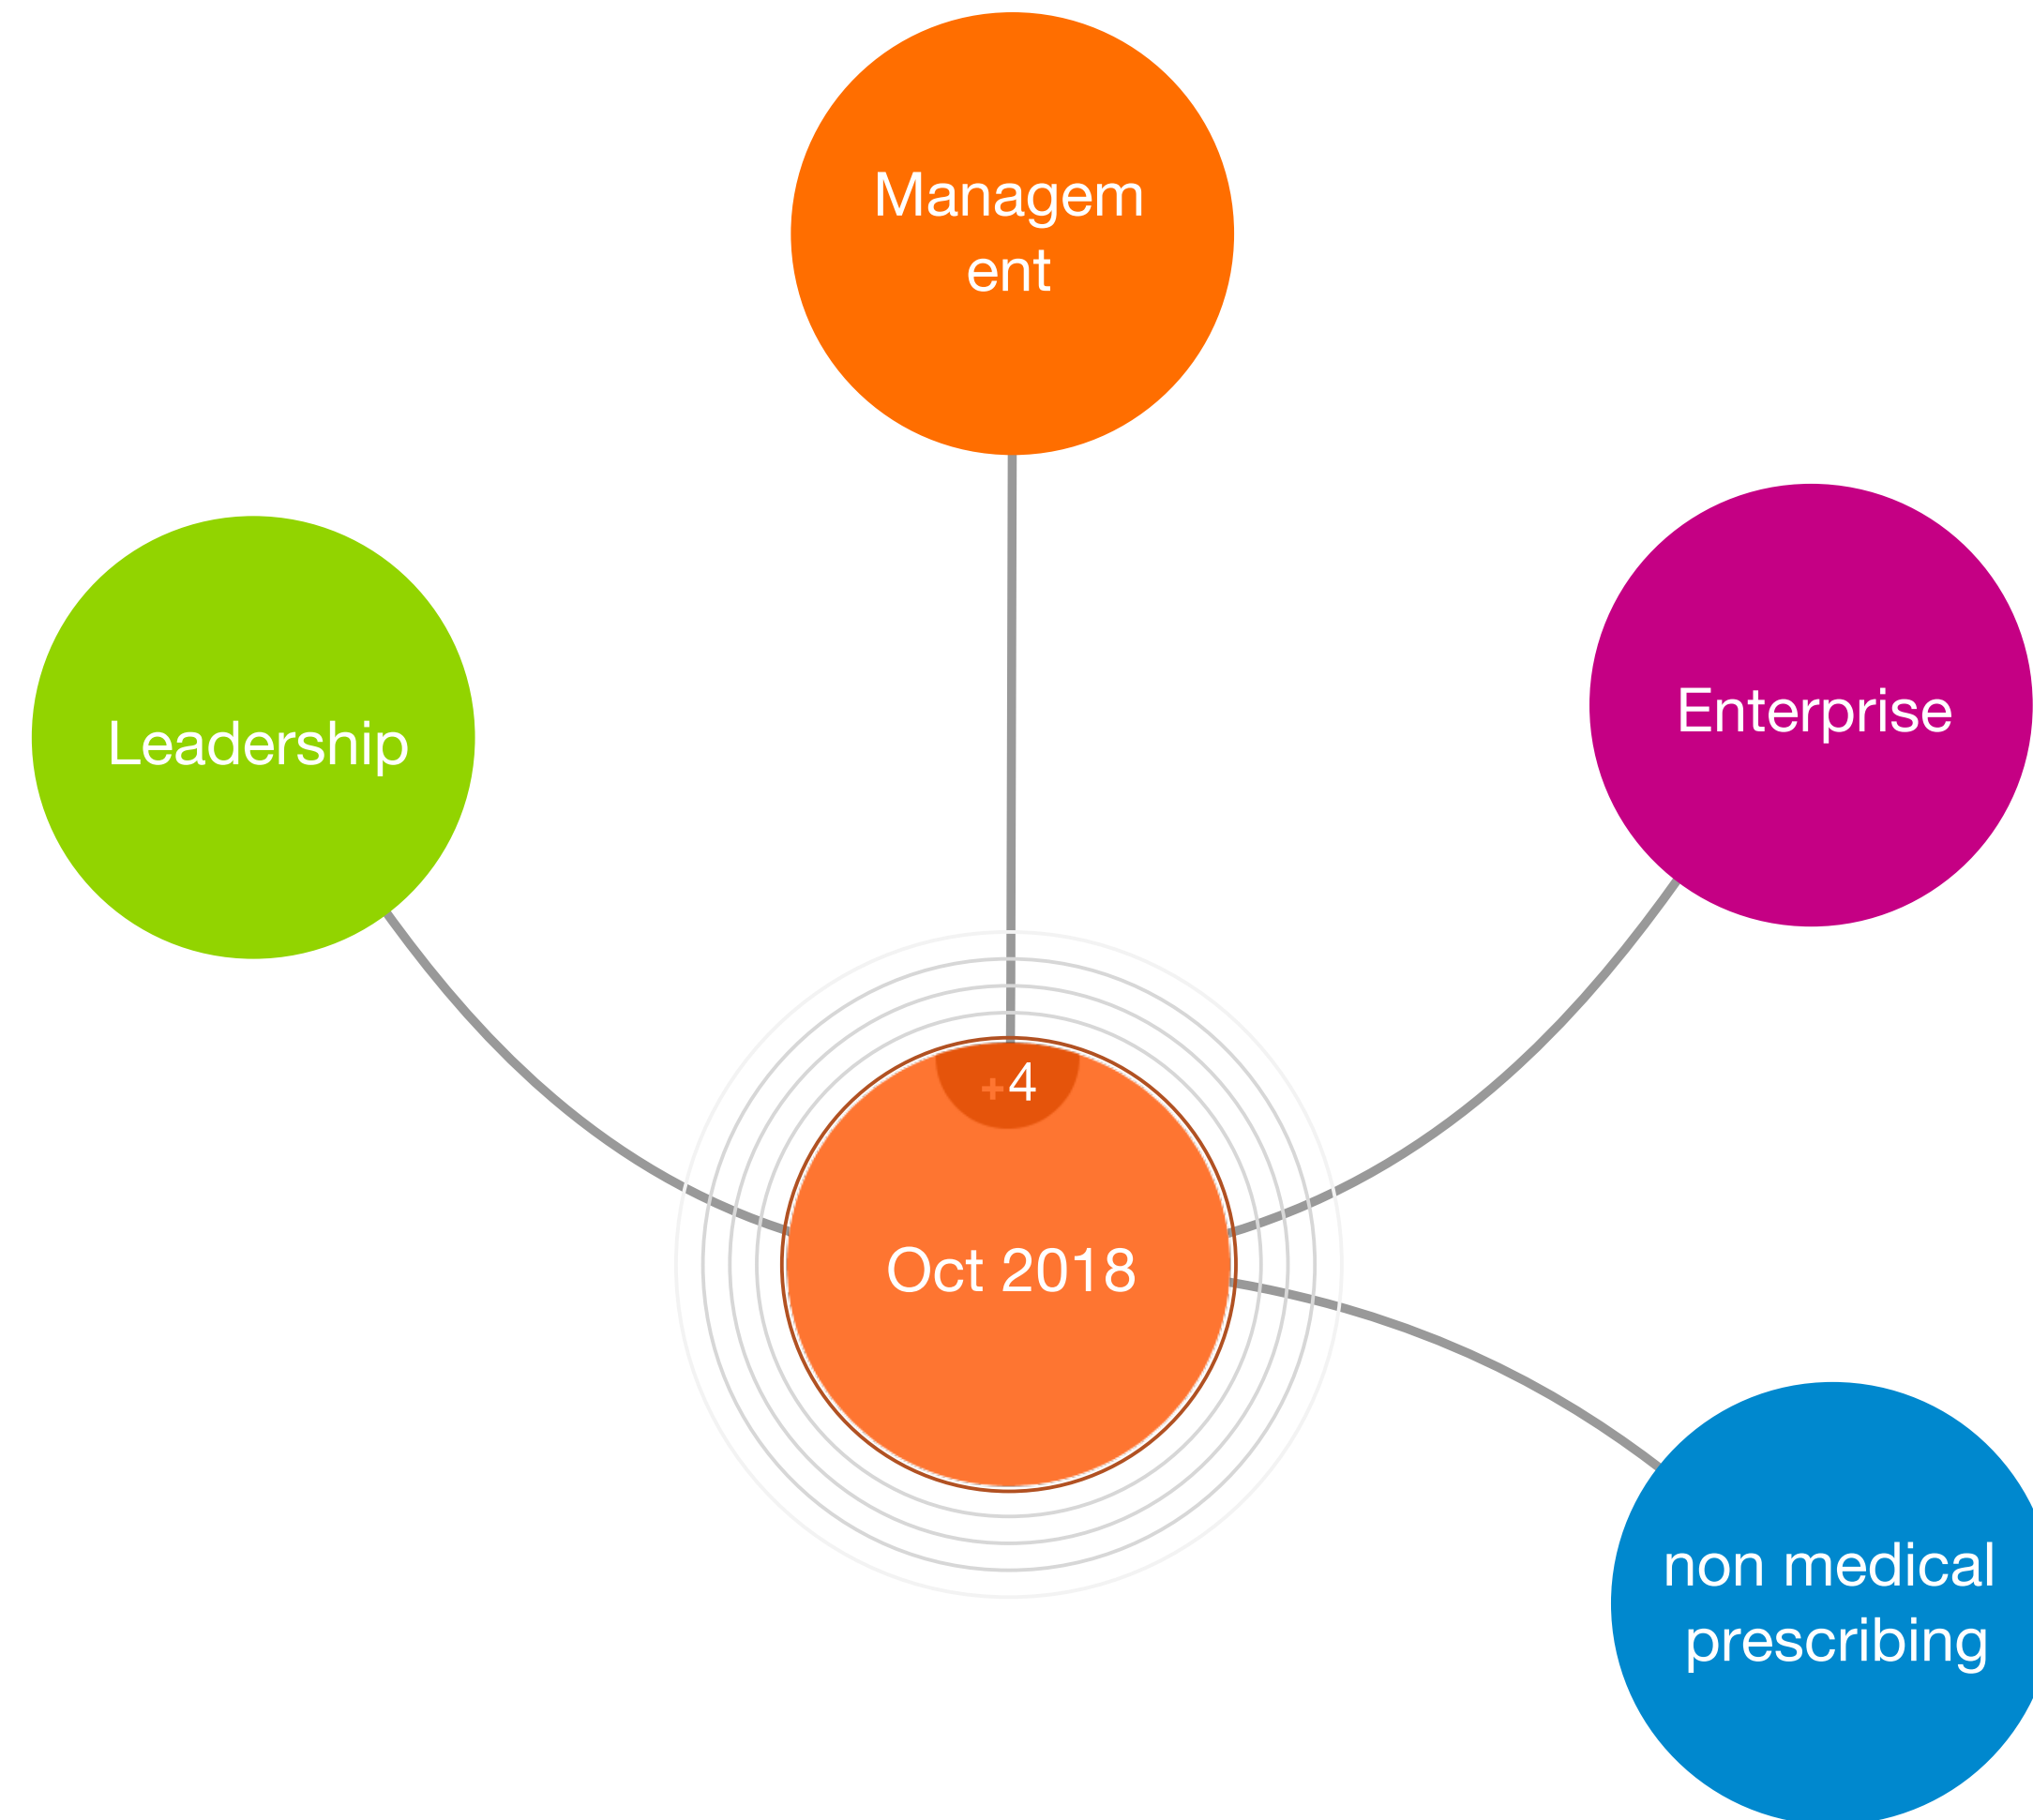 Managem
ent
Leadership
Enterprise
+4
Oct 2018
non medical
prescribing